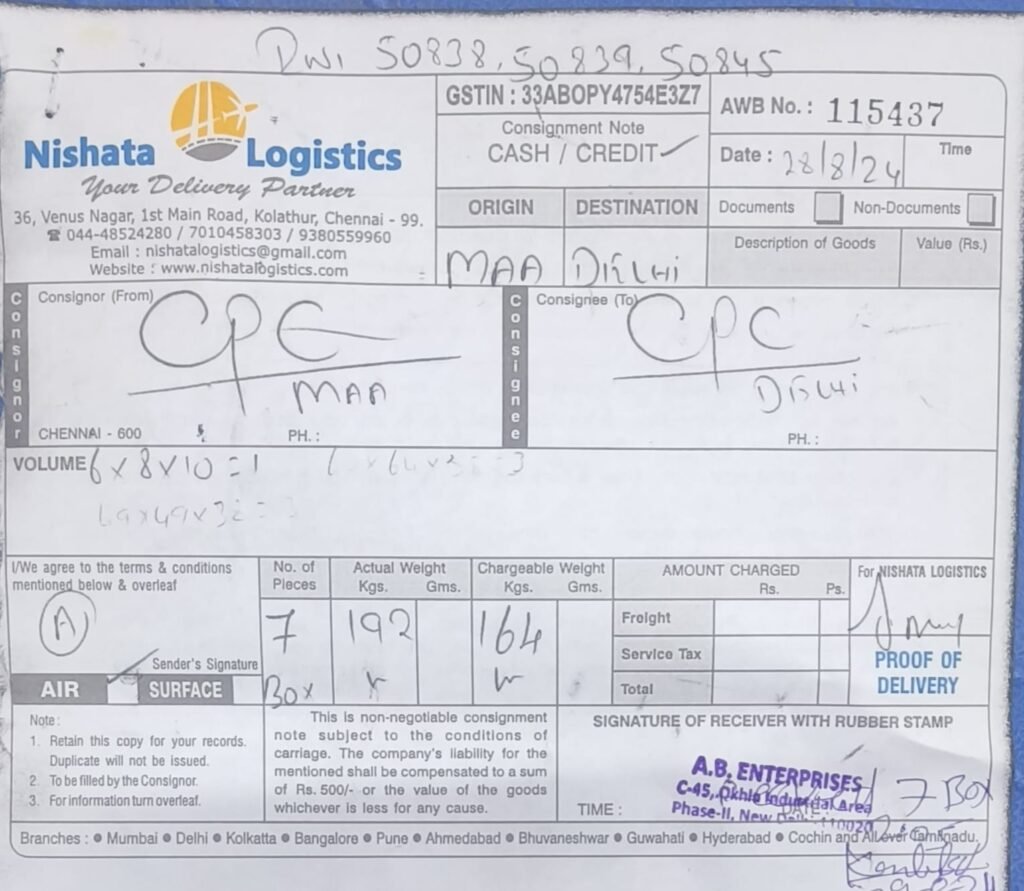 DWI 50838, 50839, 50845
Nishata Logistics
Your Delivery Partner
36, Venus Nagar, 1st Main Road, Kolathur, Chennai - 99.
☎ 044-48524280 / 7010458303 / 9380559960
Email : nishatalogistics@gmail.com
Website : www.nishatalogistics.com
GSTIN : 33ABOPY4754E3Z7
Consignment Note
CASH / CREDIT ✓
AWB No. : 115437
Date : 28/8/24
Time
ORIGIN DESTINATION
MAA DELHI
Documents Non-Documents
Description of Goods Value (Rs.)
Consignor
Consignor (From)
CPC
MAA
CHENNAI - 600 PH. :
Consignee
Consignee (To)
CPC
DELHI
PH. :
VOLUME 6 x 8 x 10 = 1
I/We agree to the terms & conditions
mentioned below & overleaf
A
Sender's Signature
AIR SURFACE
No. of Pieces
7
Box
Actual Weight
Kgs. Gms.
192
Chargeable Weight
Kgs. Gms.
164
AMOUNT CHARGED
Rs. Ps.
Freight
Service Tax
Total
For NISHATA LOGISTICS
PROOF OF
DELIVERY
Note :
1. Retain this copy for your records.
Duplicate will not be issued.
2. To be filled by the Consignor.
3. For information turn overleaf.
This is non-negotiable consignment
note subject to the conditions of
carriage. The company's liability for the
mentioned shall be compensated to a sum
of Rs. 500/- or the value of the goods
whichever is less for any cause.
SIGNATURE OF RECEIVER WITH RUBBER STAMP
A.B. ENTERPRISES
C-45, Okhla Industrial Area
Phase-II, New Delhi-110020
7 Box
TIME : DATE
Branches : ● Mumbai ● Delhi ● Kolkatta ● Bangalore ● Pune ● Ahmedabad ● Bhuvaneshwar ● Guwahati ● Hyderabad ● Cochin and All over Tamilnadu.